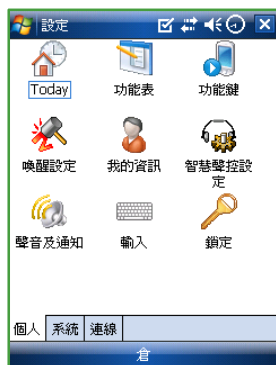 設定
Today
功能表
功能鍵
喚醒設定
我的資訊
智慧聲控設
定
聲音及通知
輸入
鎖定
個人
系統
連線
倉